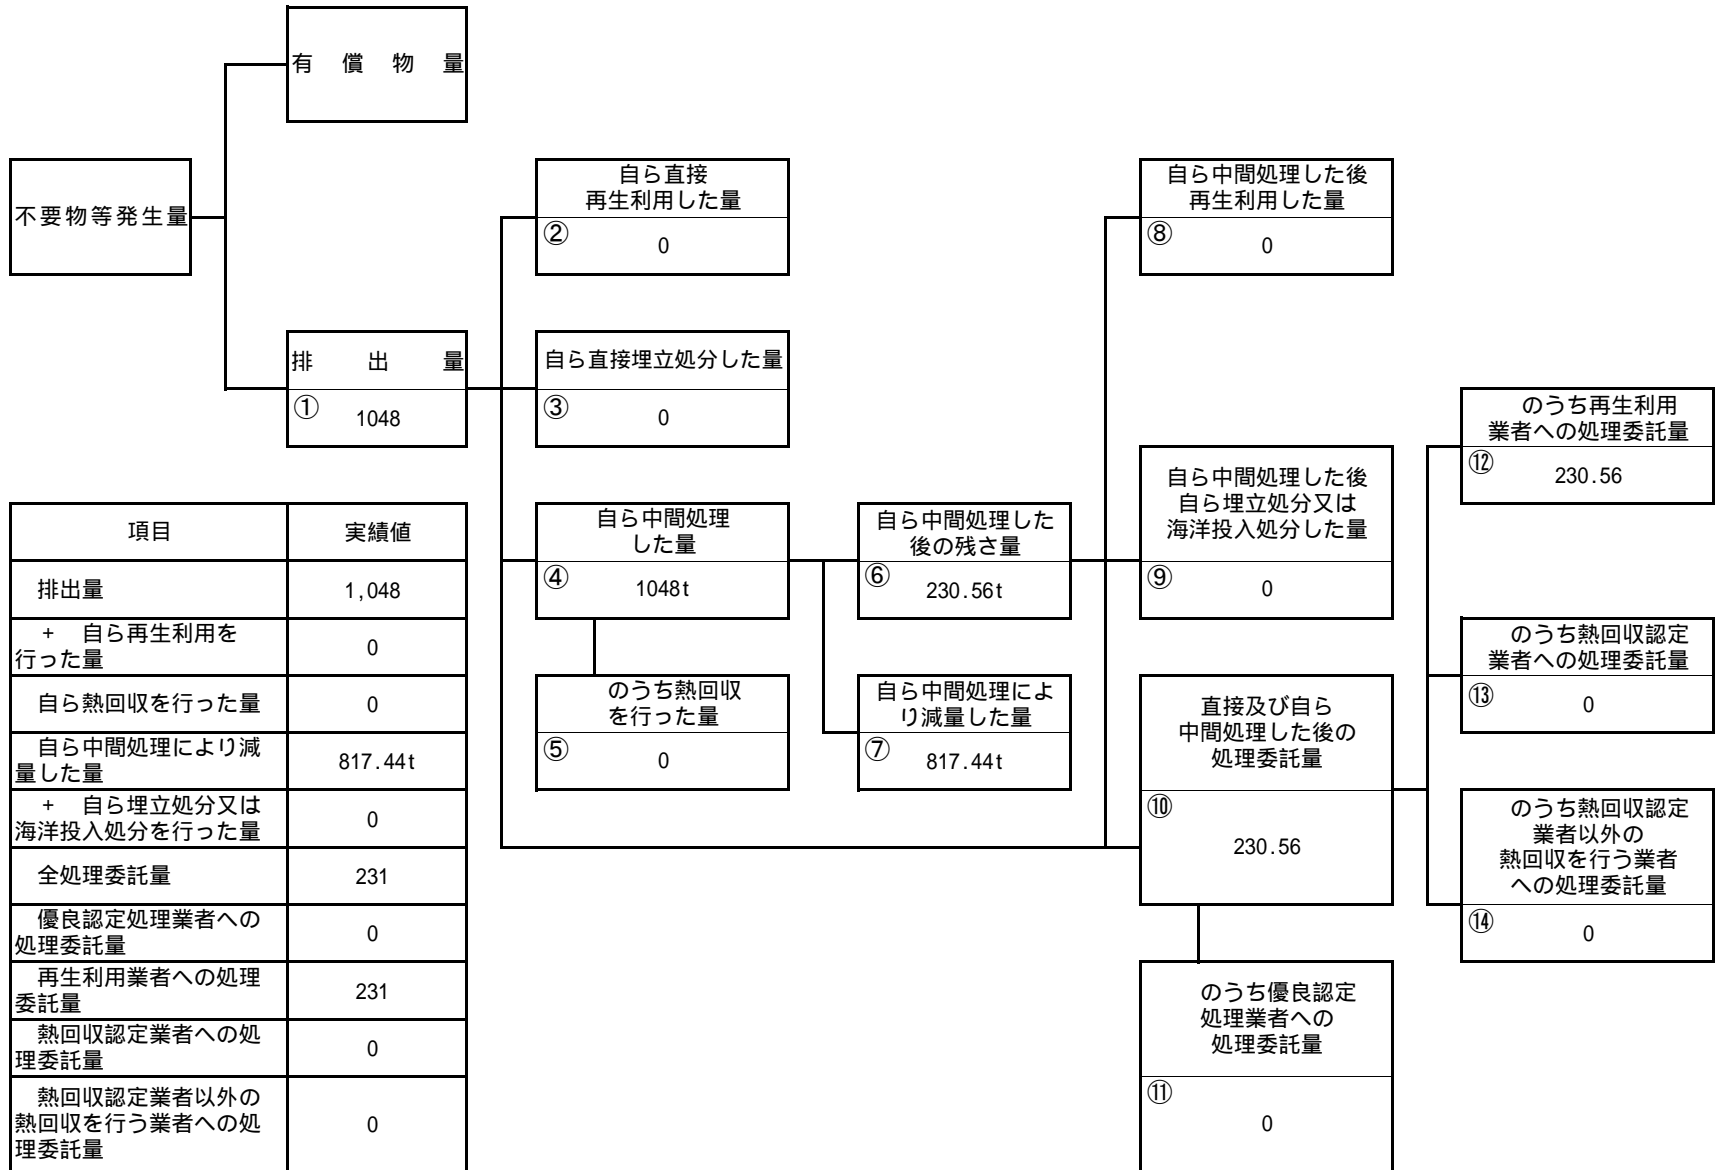 有償物量
不要物等発生量
排出量
① 1048
自ら直接
再生利用した量
② 0
自ら直接埋立処分した量
③ 0
自ら中間処理
した量
④ 1048t
のうち熱回収
を行った量
⑤ 0
自ら中間処理した
後の残さ量
⑥ 230.56t
自ら中間処理によ
り減量した量
⑦ 817.44t
自ら中間処理した後
再生利用した量
⑧ 0
自ら中間処理した後
自ら埋立処分又は
海洋投入処分した量
⑨ 0
直接及び自ら
中間処理した後の
処理委託量
⑩
230.56
のうち優良認定
処理業者への
処理委託量
⑪
0
のうち再生利用
業者への処理委託量
⑫ 230.56
のうち熱回収認定
業者への処理委託量
⑬ 0
のうち熱回収認定
業者以外の
熱回収を行う業者
への処理委託量
⑭ 0
項目 実績値
排出量 1,048
+ 自ら再生利用を
行った量 0
自ら熱回収を行った量 0
自ら中間処理により減
量した量 817.44t
+ 自ら埋立処分又は
海洋投入処分を行った量 0
全処理委託量 231
優良認定処理業者への
処理委託量 0
再生利用業者への処理
委託量 231
熱回収認定業者への処
理委託量 0
熱回収認定業者以外の
熱回収を行う業者への処
理委託量 0